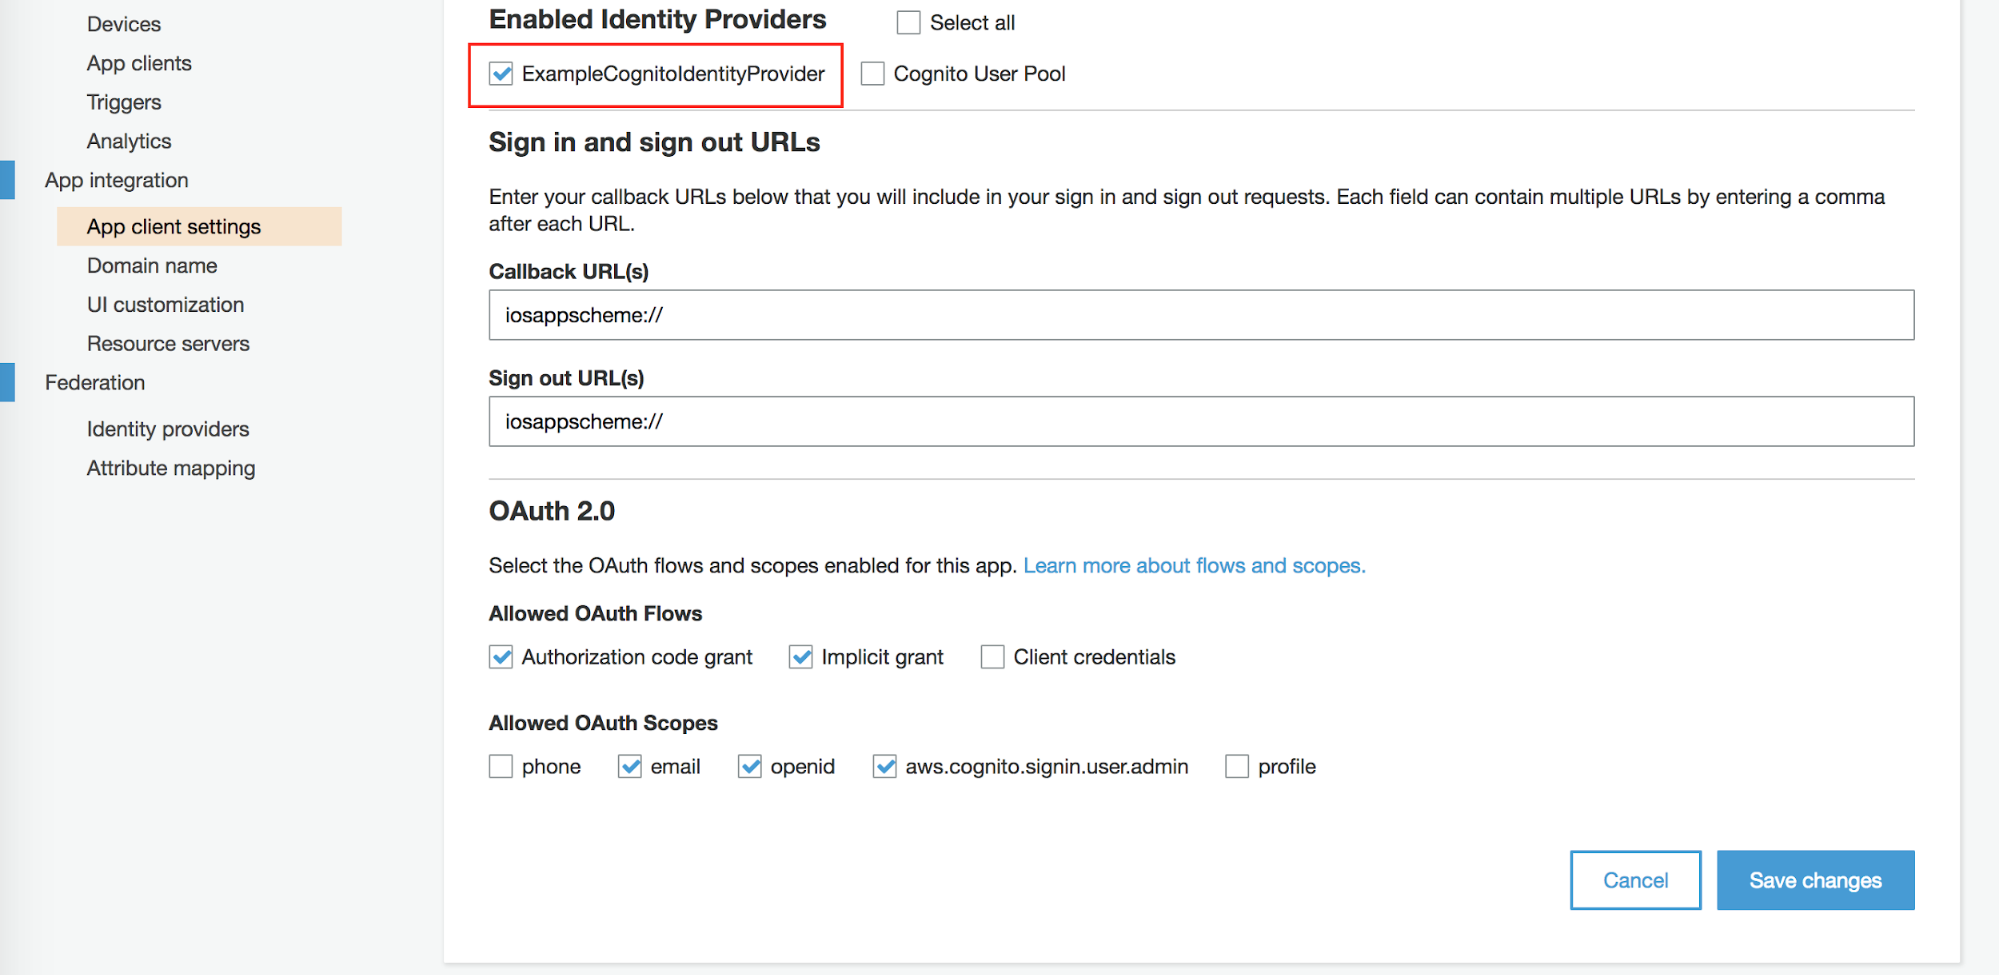 Devices
App clients
Triggers
Analytics
App integration
App client settings
Domain name
UI customization
Resource servers
Federation
Identity providers
Attribute mapping
Enabled Identity Providers Select all
ExampleCognitoIdentityProvider Cognito User Pool
Sign in and sign out URLs
Enter your callback URLs below that you will include in your sign in and sign out requests. Each field can contain multiple URLs by entering a comma
after each URL.
Callback URL(s)
iosappscheme://
Sign out URL(s)
iosappscheme://
OAuth 2.0
Select the OAuth flows and scopes enabled for this app. Learn more about flows and scopes.
Allowed OAuth Flows
Authorization code grant Implicit grant Client credentials
Allowed OAuth Scopes
phone email openid aws.cognito.signin.user.admin profile
Cancel Save changes